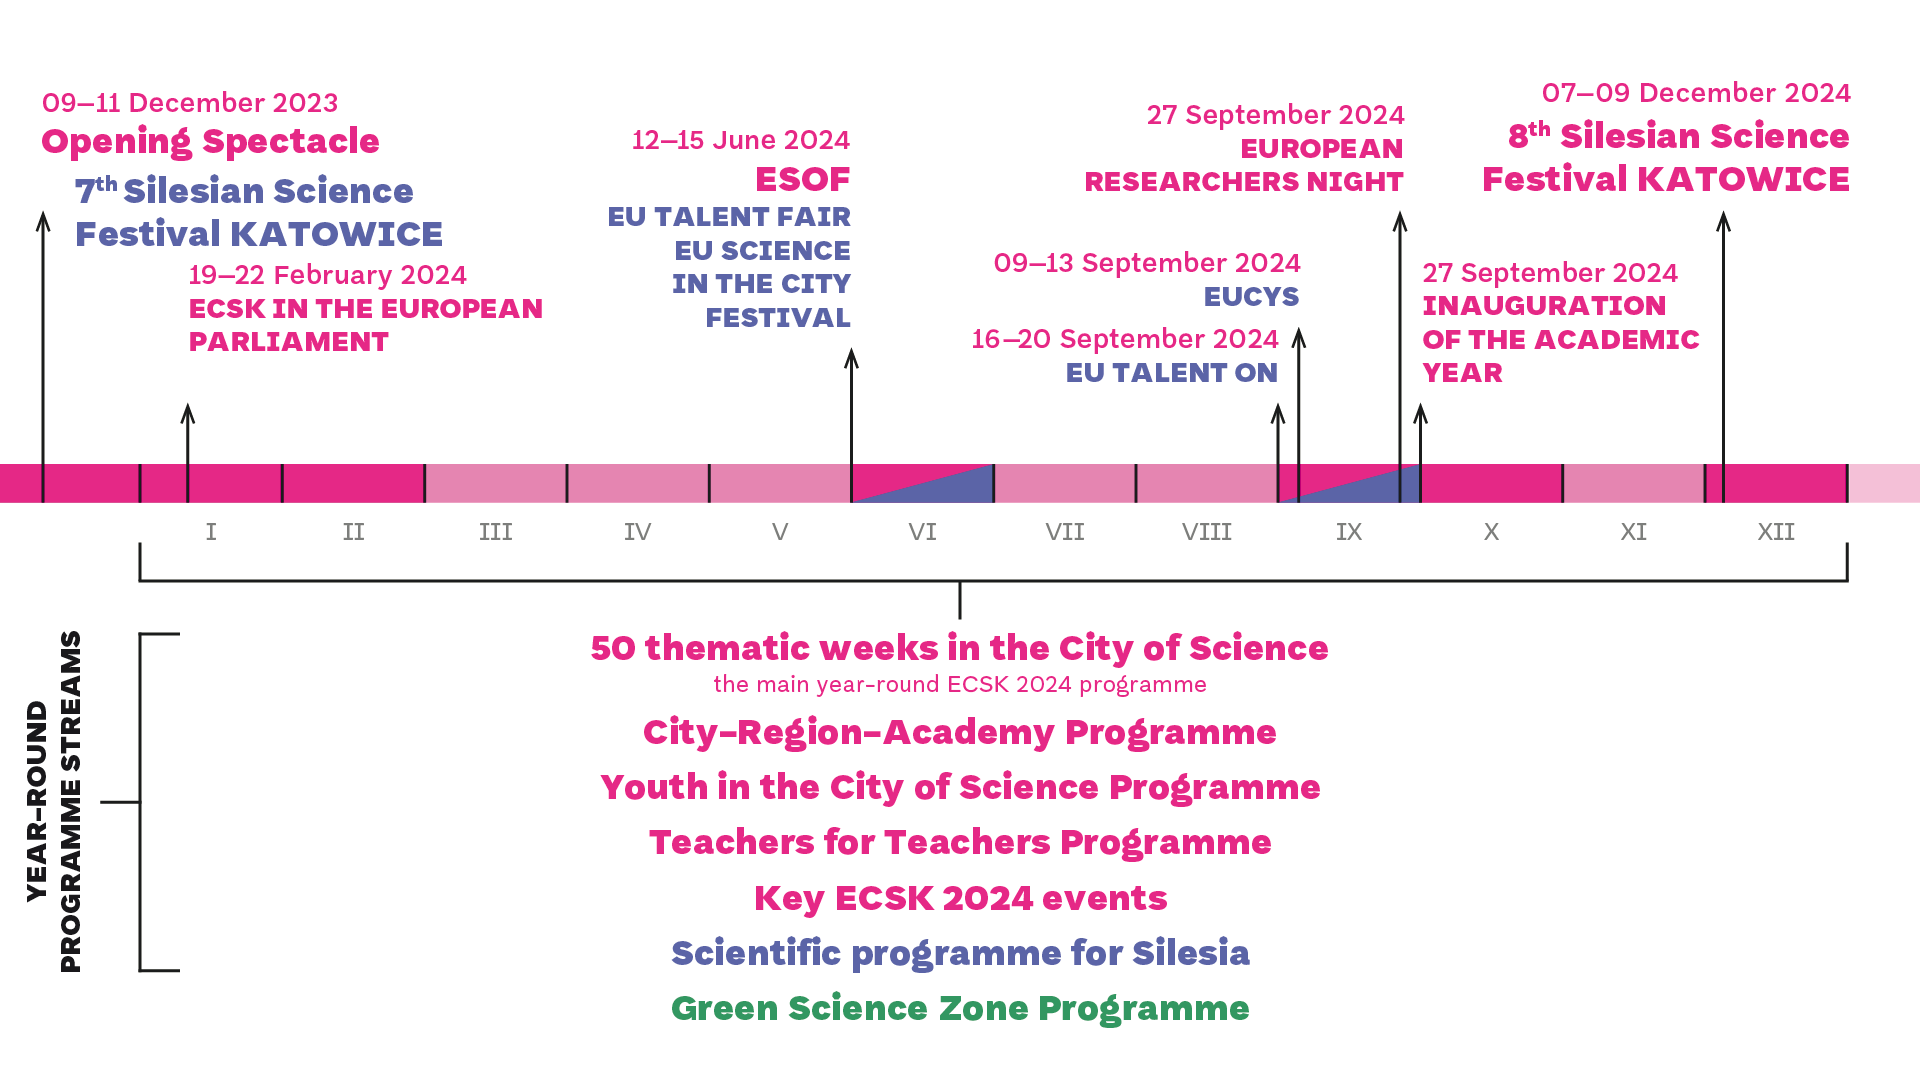 09–11 December 2023
Opening Spectacle
7th Silesian Science
Festival KATOWICE
19–22 February 2024
ECSK IN THE EUROPEAN
PARLIAMENT
12–15 June 2024
ESOF
EU TALENT FAIR
EU SCIENCE
IN THE CITY
FESTIVAL
09–13 September 2024
EUCYS
16–20 September 2024
EU TALENT ON
27 September 2024
EUROPEAN
RESEARCHERS NIGHT
27 September 2024
INAUGURATION
OF THE ACADEMIC
YEAR
07–09 December 2024
8th Silesian Science
Festival KATOWICE
I II III IV V VI VII VIII IX X XI XII
YEAR-ROUND
PROGRAMME STREAMS
50 thematic weeks in the City of Science
the main year-round ECSK 2024 programme
City-Region-Academy Programme
Youth in the City of Science Programme
Teachers for Teachers Programme
Key ECSK 2024 events
Scientific programme for Silesia
Green Science Zone Programme